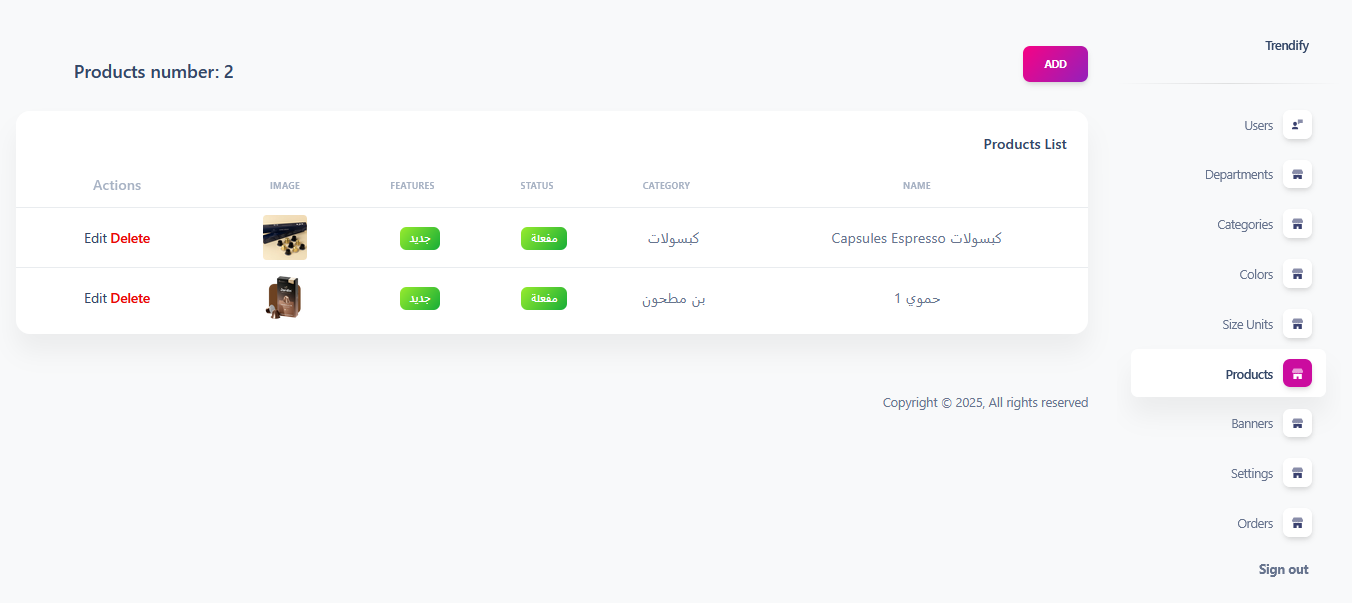 Trendify
Users
Departments
Categories
Colors
Size Units
Products
Banners
Settings
Orders
Sign out
Products number: 2
ADD
Products List
Actions IMAGE FEATURES STATUS CATEGORY NAME
Edit Delete جديد مفعلة كبسولات Capsules Espresso كبسولات
Edit Delete جديد مفعلة بن مطحون حموي 1
Copyright © 2025, All rights reserved